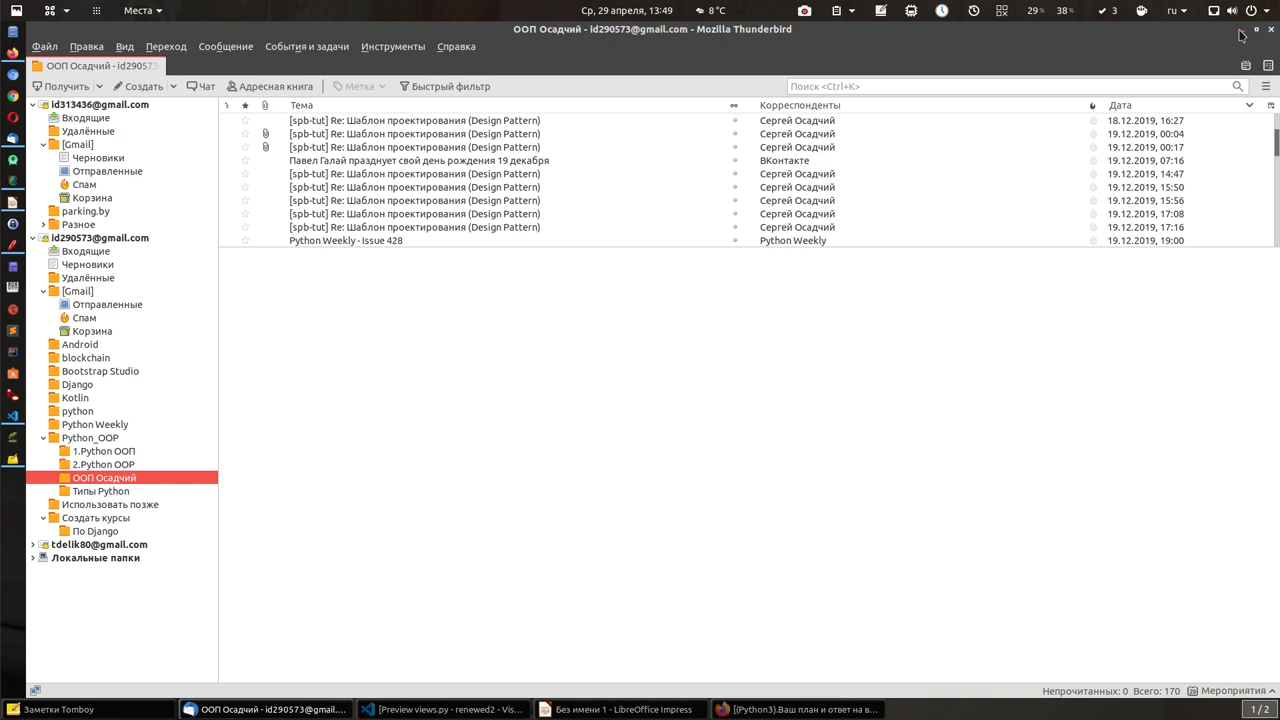 Места
Ср, 29 апреля, 13:49
8°C
29%
38%
3
ru
ООП Осадчий - id290573@gmail.com - Mozilla Thunderbird
Файл Правка Вид Переход Сообщение События и задачи Инструменты Справка
ООП Осадчий - id290573
Получить Создать Чат Адресная книга Метка Быстрый фильтр Поиск <Ctrl+K>
Тема Корреспонденты Дата
[spb-tut] Re: Шаблон проектирования (Design Pattern) Сергей Осадчий 18.12.2019, 16:27
[spb-tut] Re: Шаблон проектирования (Design Pattern) Сергей Осадчий 19.12.2019, 00:04
[spb-tut] Re: Шаблон проектирования (Design Pattern) Сергей Осадчий 19.12.2019, 00:17
Павел Галай празднует свой день рождения 19 декабря ВКонтакте 19.12.2019, 07:16
[spb-tut] Re: Шаблон проектирования (Design Pattern) Сергей Осадчий 19.12.2019, 14:47
[spb-tut] Re: Шаблон проектирования (Design Pattern) Сергей Осадчий 19.12.2019, 15:50
[spb-tut] Re: Шаблон проектирования (Design Pattern) Сергей Осадчий 19.12.2019, 15:56
[spb-tut] Re: Шаблон проектирования (Design Pattern) Сергей Осадчий 19.12.2019, 17:08
[spb-tut] Re: Шаблон проектирования (Design Pattern) Сергей Осадчий 19.12.2019, 17:16
Python Weekly - Issue 428 Python Weekly 19.12.2019, 19:00
id313436@gmail.com
Входящие
Удалённые
[Gmail]
Черновики
Отправленные
Спам
Корзина
parking.by
Разное
id290573@gmail.com
Входящие
Черновики
Удалённые
[Gmail]
Отправленные
Спам
Корзина
Android
blockchain
Bootstrap Studio
Django
Kotlin
python
Python Weekly
Python_OOP
1.Python ООП
2.Python OOP
ООП Осадчий
Типы Python
Использовать позже
Создать курсы
По Django
tdelik80@gmail.com
Локальные папки
Непрочитанных: 0 Всего: 170 Мероприятия
Заметки Tomboy
ООП Осадчий - id290573@gmail....
[Preview views.py - renewed2 - Vis...
Без имени 1 - LibreOffice Impress
[(Python3).Ваш план и ответ на в...
1 / 2